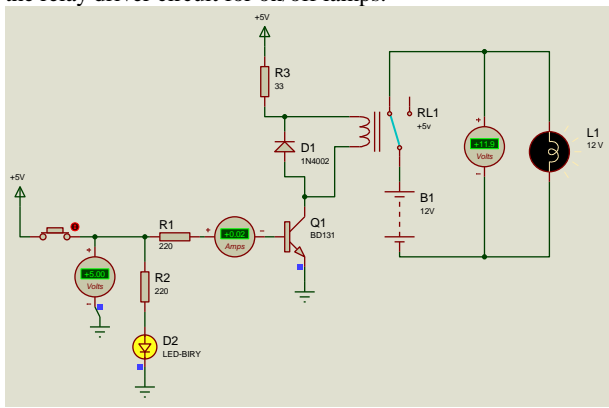 the relay driver circuit for on/off lamps.
+5V
R3
33
RL1
+5v
D1
1N4002
+11.9
Volts
L1
12 V
+5V
B1
12V
R1
220
+0.02
Amps
Q1
BD131
+5.00
Volts
R2
220
D2
LED-BIRY